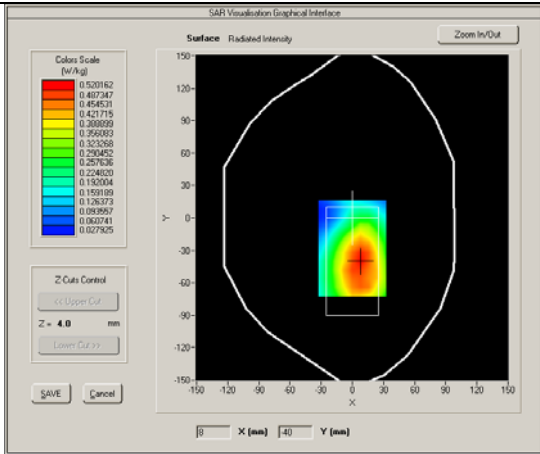 SAR Visualisation Graphical Interface
Surface Radiated Intensity
Zoom In/Out
Colors Scale
(W/kg)
0.520162
0.487347
0.454531
0.421715
0.388899
0.356083
0.323268
0.290452
0.257636
0.224820
0.192004
0.159189
0.126373
0.093557
0.060741
0.027925
Z-Cuts Control
<< Upper Cut
Z = 4.0 mm
Lower Cut >>
SAVE Cancel
150
120
90
60
30
0
-30
-60
-90
-120
-150
Y
-150 -120 -90 -60 -30 0 30 60 90 120 150
X
8 X (mm) -40 Y (mm)